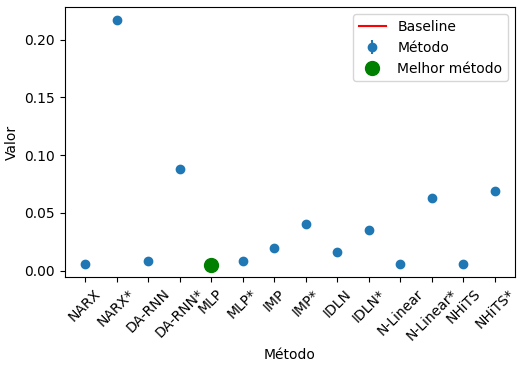 Baseline
Método
Melhor método
0.20
0.15
0.10
0.05
0.00
Valor
NARX
NARX*
DA-RNN
DA-RNN*
MLP
MLP*
IMP
IMP*
IDLN
IDLN*
N-Linear
N-Linear*
NHiTS
NHiTS*
Método